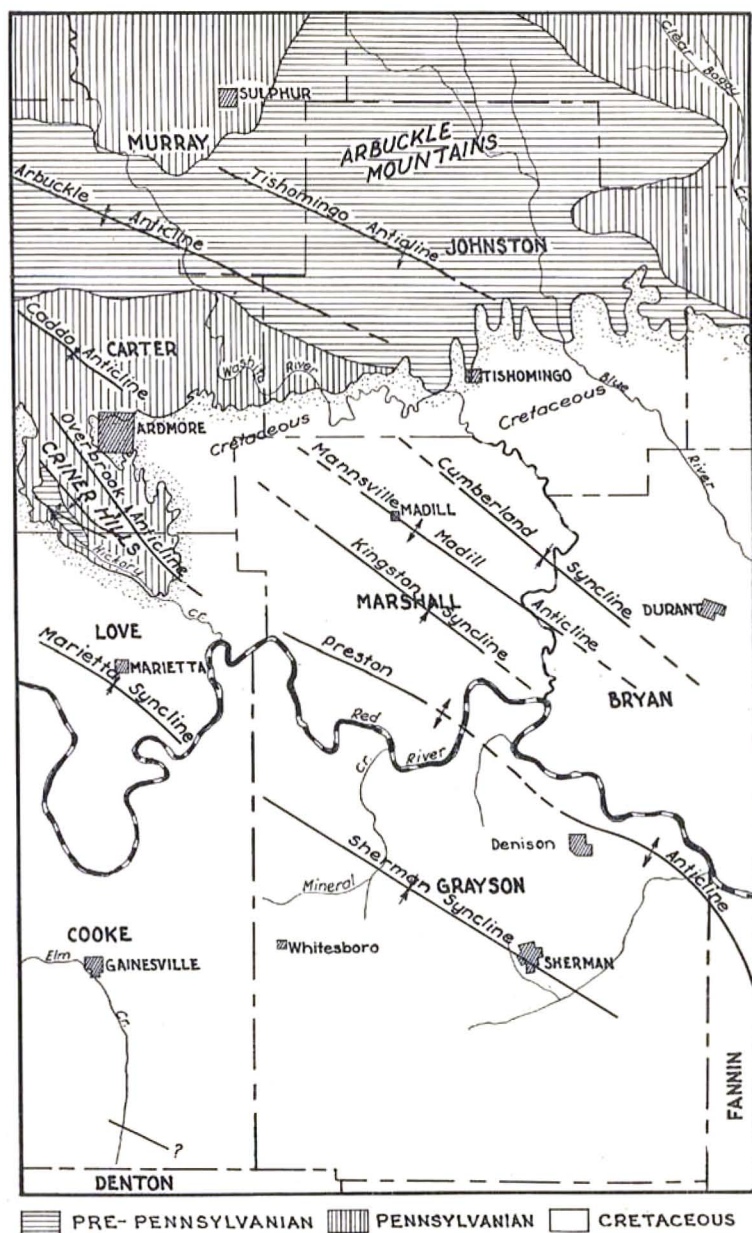 Clear Boggy
Cr.
SULPHUR
MURRAY
ARBUCKLE
MOUNTAINS
Arbuckle Anticline
Tishomingo Anticline
JOHNSTON
Caddo Anticline
CARTER
Washita River
TISHOMINGO
Blue River
ARDMORE
Cretaceous
Cretaceous
Overbrook Anticline
CRINER HILLS
Hickory Cr.
Mannsville Madill Anticline
MADILL
Cumberland Syncline
Kingston Syncline
MARSHALL
DURANT
LOVE
MARIETTA
Marietta Syncline
preston Anticline
BRYAN
Red River
Cr.
Denison
Mineral
Sherman Syncline
GRAYSON
COOKE
Whitesboro
SHERMAN
Elm
GAINESVILLE
Cr.
?
FANNIN
DENTON
PRE-PENNSYLVANIAN PENNSYLVANIAN CRETACEOUS